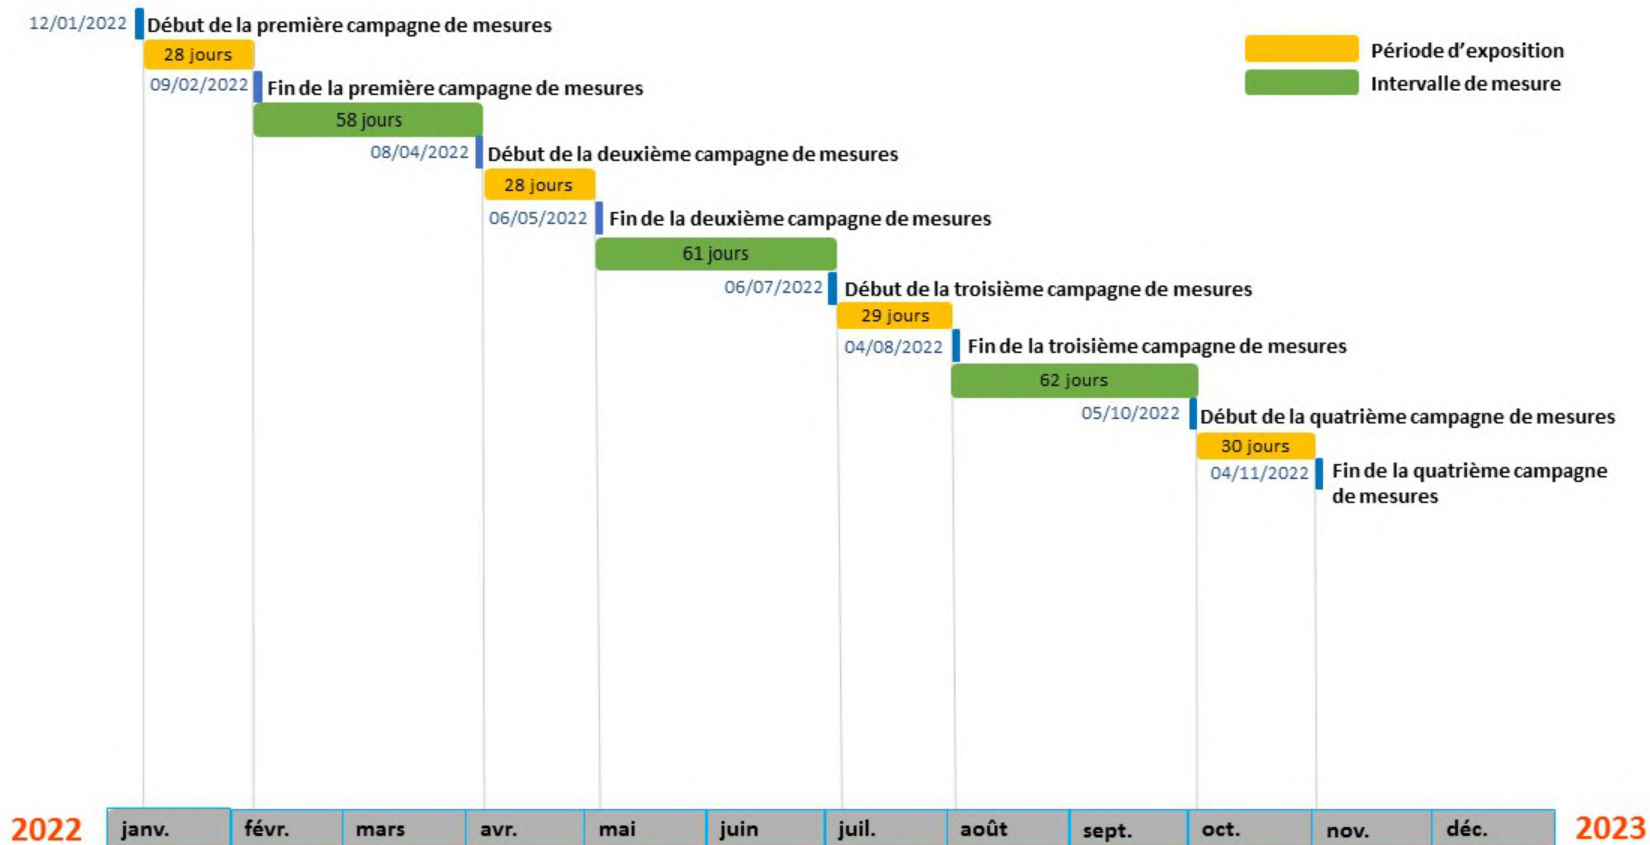 12/01/2022 Début de la première campagne de mesures
28 jours
Période d'exposition
Intervalle de mesure
09/02/2022 Fin de la première campagne de mesures
58 jours
08/04/2022 Début de la deuxième campagne de mesures
28 jours
06/05/2022 Fin de la deuxième campagne de mesures
61 jours
06/07/2022 Début de la troisième campagne de mesures
29 jours
04/08/2022 Fin de la troisième campagne de mesures
62 jours
05/10/2022 Début de la quatrième campagne de mesures
30 jours
04/11/2022 Fin de la quatrième campagne
de mesures
2022 janv. févr. mars avr. mai juin juil. août sept. oct. nov. déc. 2023